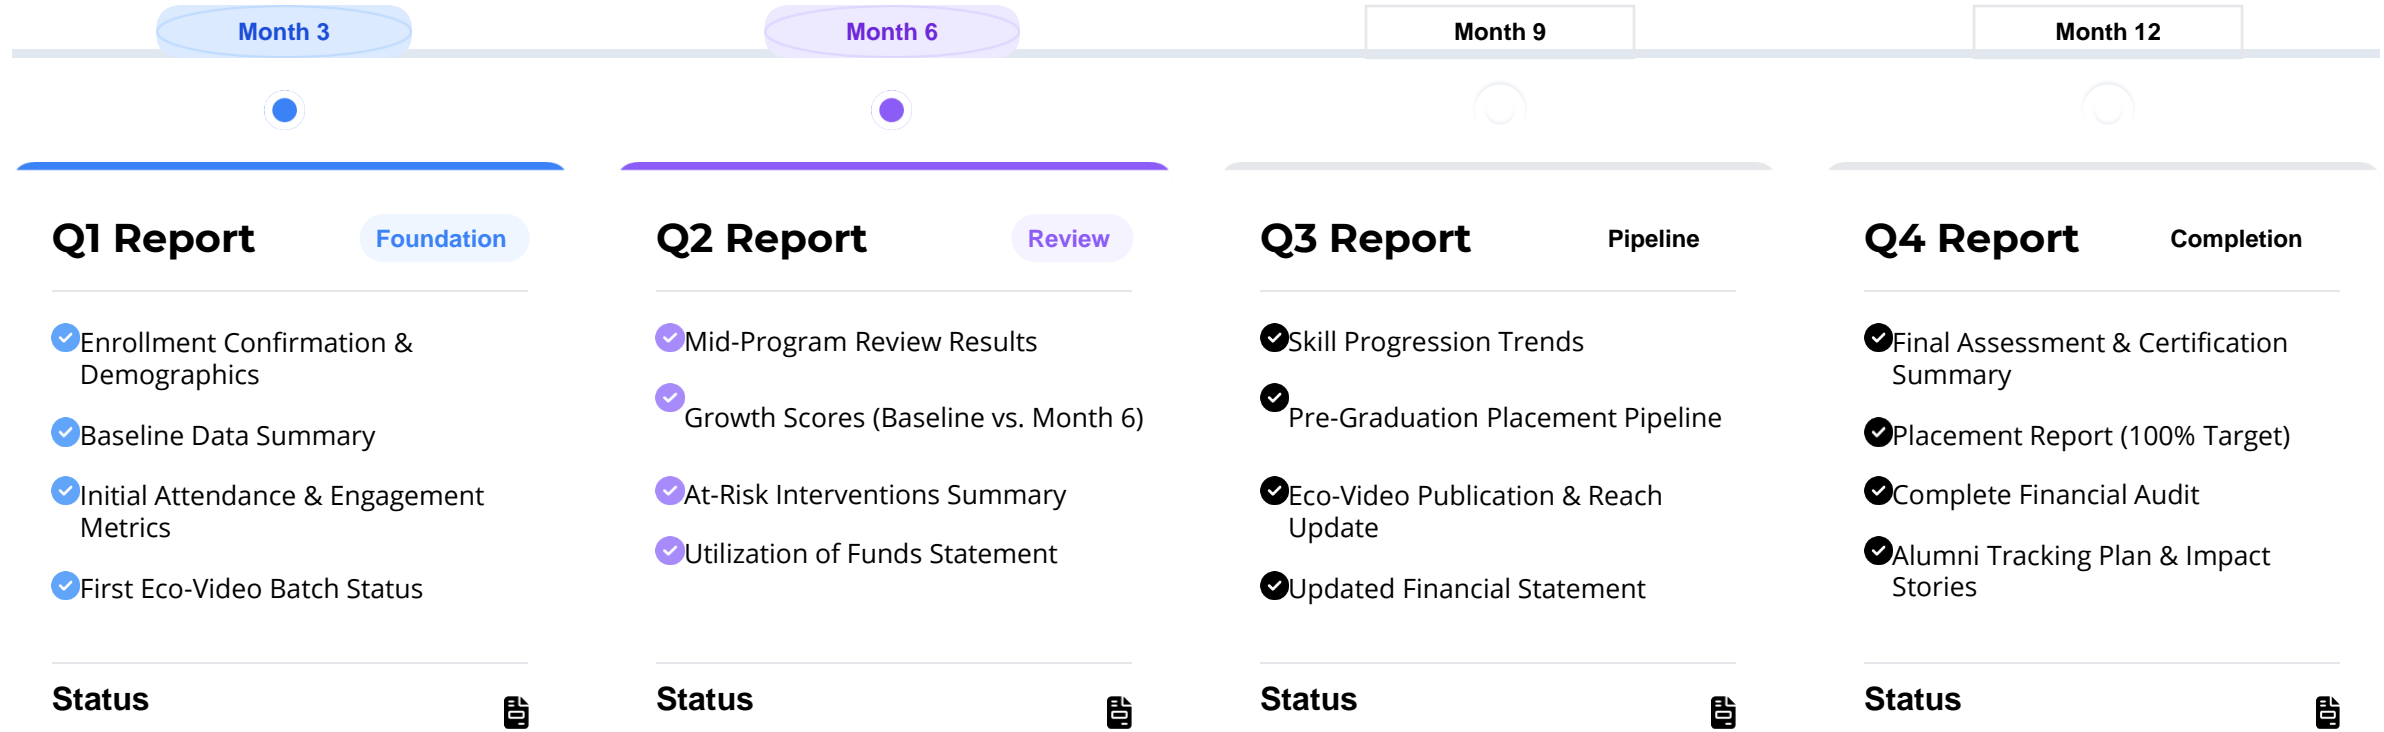 Month 3
Month 6
Month 9
Month 12
Q1 Report
Foundation
Enrollment Confirmation &
Demographics
Baseline Data Summary
Initial Attendance & Engagement
Metrics
First Eco-Video Batch Status
Status
Q2 Report
Review
Mid-Program Review Results
Growth Scores (Baseline vs. Month 6)
At-Risk Interventions Summary
Utilization of Funds Statement
Status
Q3 Report
Pipeline
Skill Progression Trends
Pre-Graduation Placement Pipeline
Eco-Video Publication & Reach
Update
Updated Financial Statement
Status
Q4 Report
Completion
Final Assessment & Certification
Summary
Placement Report (100% Target)
Complete Financial Audit
Alumni Tracking Plan & Impact
Stories
Status